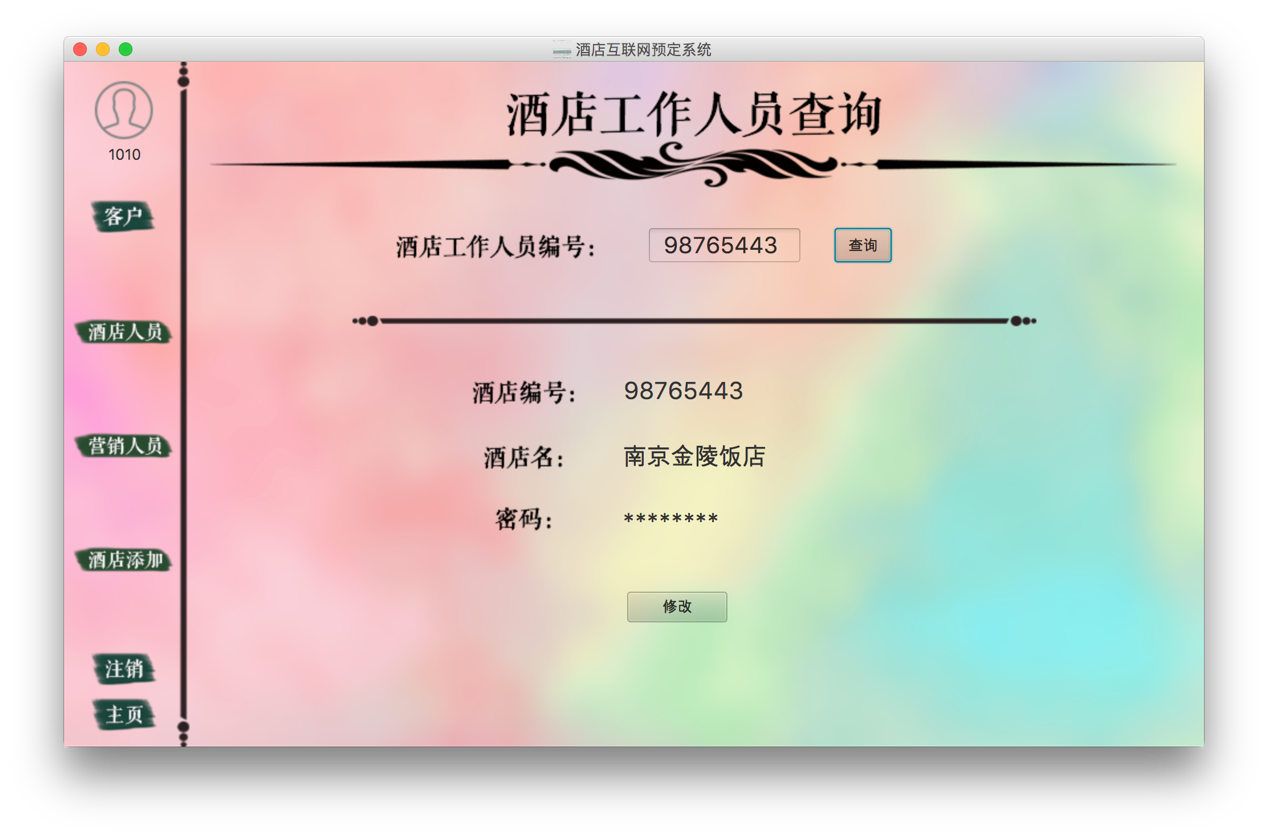 酒店互联网预定系统
1010
客户
酒店人员
营销人员
酒店添加
注销
主页
酒店工作人员查询
酒店工作人员编号： 98765443 查询
酒店编号： 98765443
酒店名： 南京金陵饭店
密码： ********
修改